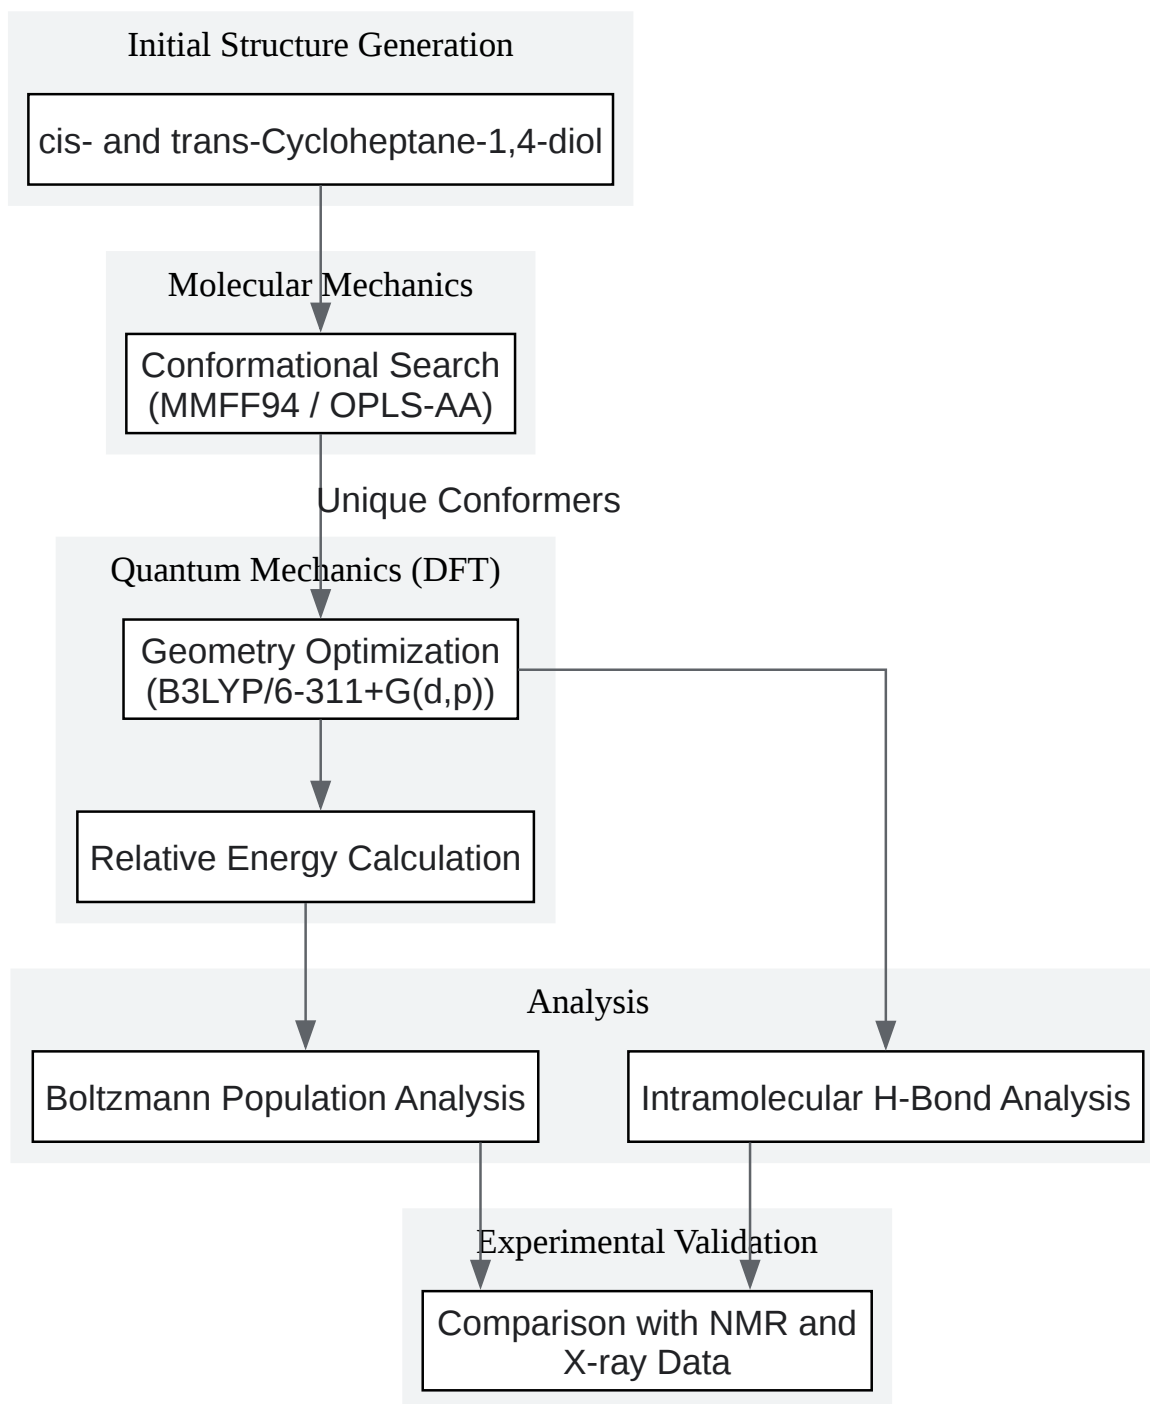 Initial Structure Generation
cis- and trans-Cycloheptane-1,4-diol
Molecular Mechanics
Conformational Search
(MMFF94 / OPLS-AA)
Unique Conformers
Quantum Mechanics (DFT)
Geometry Optimization
(B3LYP/6-311+G(d,p))
Relative Energy Calculation
Analysis
Boltzmann Population Analysis
Intramolecular H-Bond Analysis
Experimental Validation
Comparison with NMR and
X-ray Data